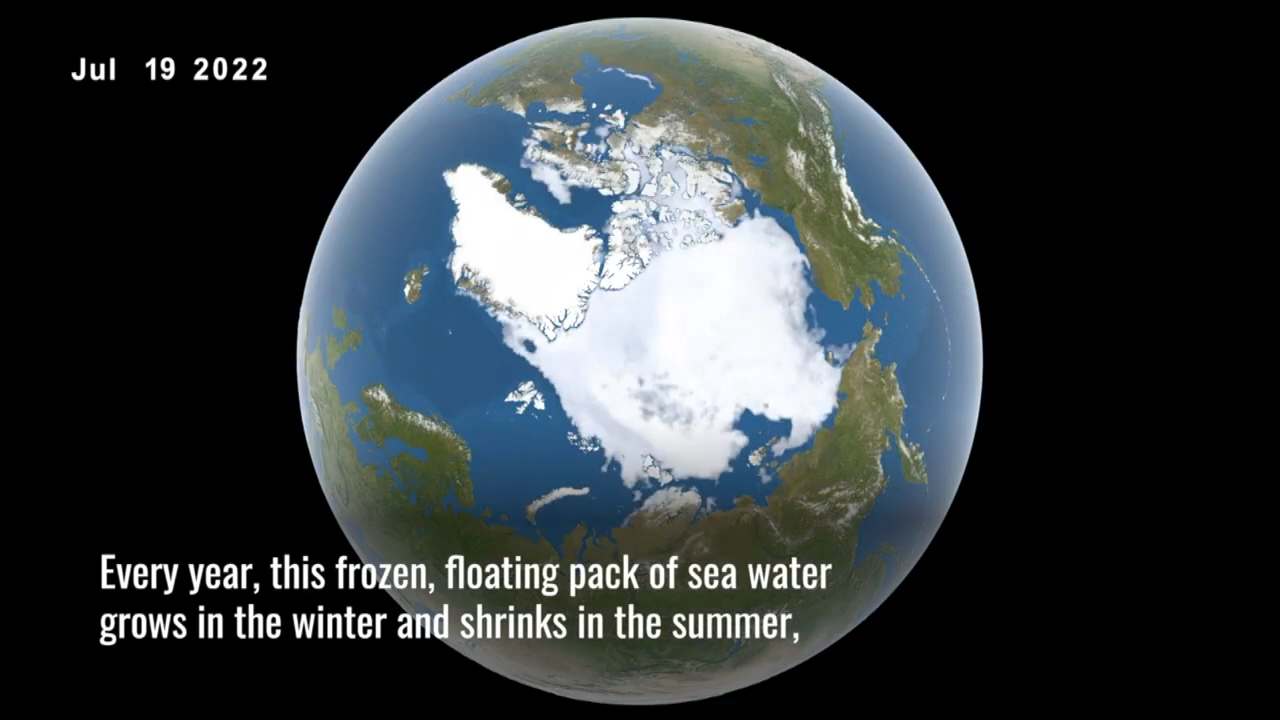 Jul 19 2022
Every year, this frozen, floating pack of sea water
grows in the winter and shrinks in the summer,